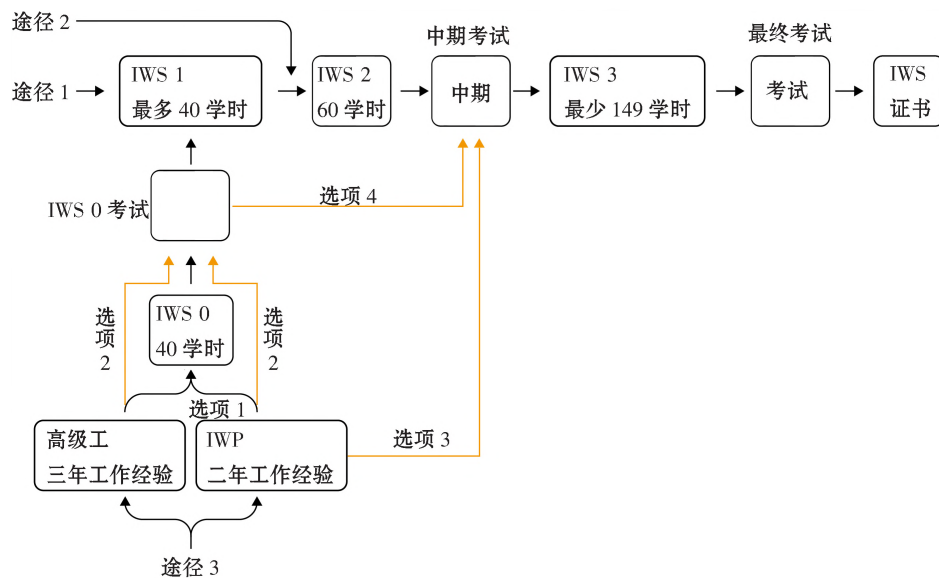 途径 2
中期考试
最终考试
途径 1
IWS 1
最多 40 学时
IWS 2
60 学时
中期
IWS 3
最少 149 学时
考试
IWS
证书
选项 4
IWS 0 考试
选项 2
IWS 0
40 学时
选项 2
选项 1
高级工
三年工作经验
IWP
二年工作经验
选项 3
途径 3